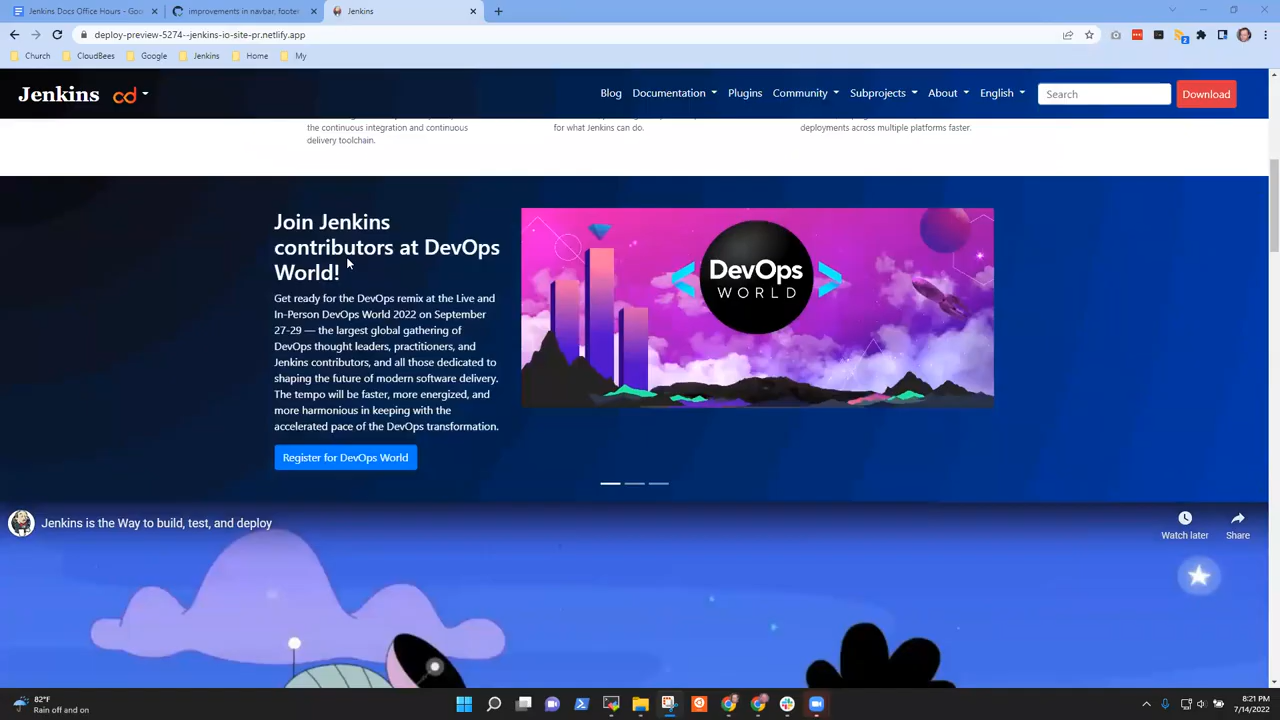 Jenkins Docs Office Hours - Goo
improvements in navbar, footer
Jenkins
deploy-preview-5274--jenkins-io-site-pr.netlify.app
Church
CloudBees
Google
Jenkins
Home
My
Jenkins
cd
Blog
Documentation
Plugins
Community
Subprojects
About
English
Search
Download
the continuous integration and continuous
delivery toolchain.
for what Jenkins can do.
deployments across multiple platforms faster.
Join Jenkins
contributors at DevOps
World!
Get ready for the DevOps remix at the Live and
In-Person DevOps World 2022 on September
27-29 — the largest global gathering of
DevOps thought leaders, practitioners, and
Jenkins contributors, and all those dedicated to
shaping the future of modern software delivery.
The tempo will be faster, more energized, and
more harmonious in keeping with the
accelerated pace of the DevOps transformation.
Register for DevOps World
DevOps
WORLD
Jenkins is the Way to build, test, and deploy
Watch later
Share
82°F
Rain off and on
8:21 PM
7/14/2022